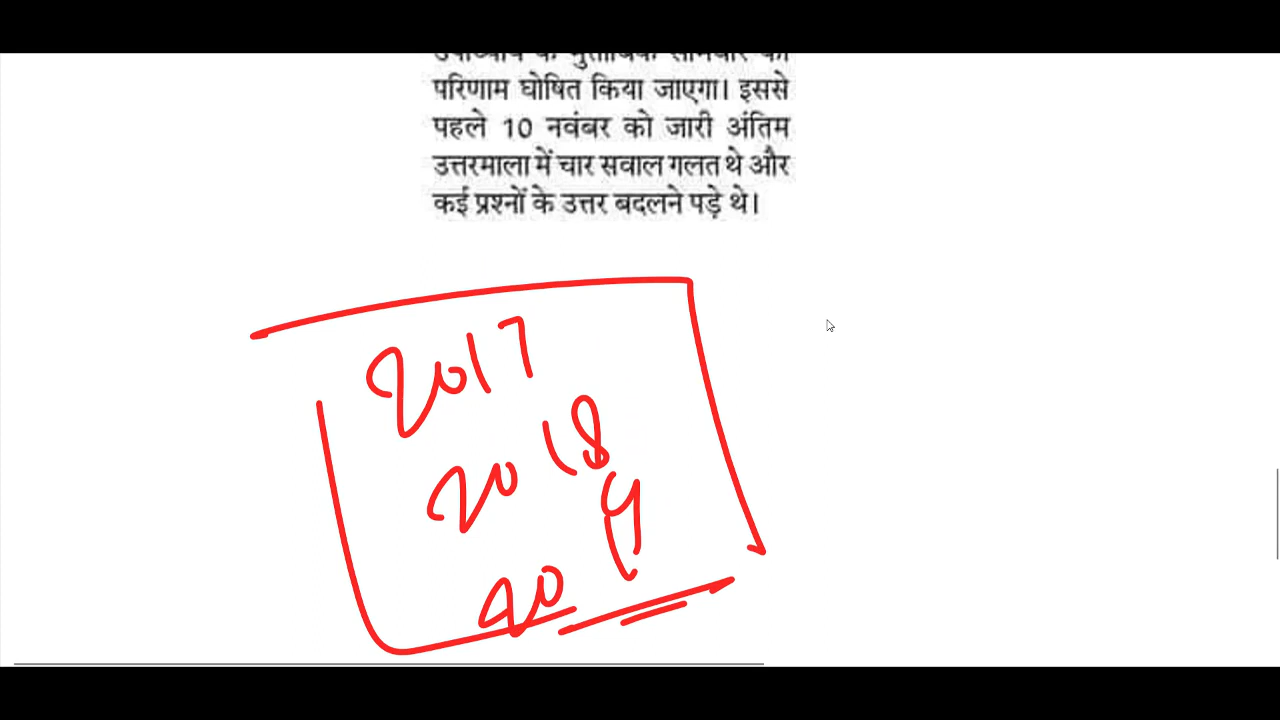 परिणाम घोषित किया जाएगा। इससे
पहले 10 नवंबर को जारी अंतिम
उत्तरमाला में चार सवाल गलत थे और
कई प्रश्नों के उत्तर बदलने पड़े थे।
2017
2018
20